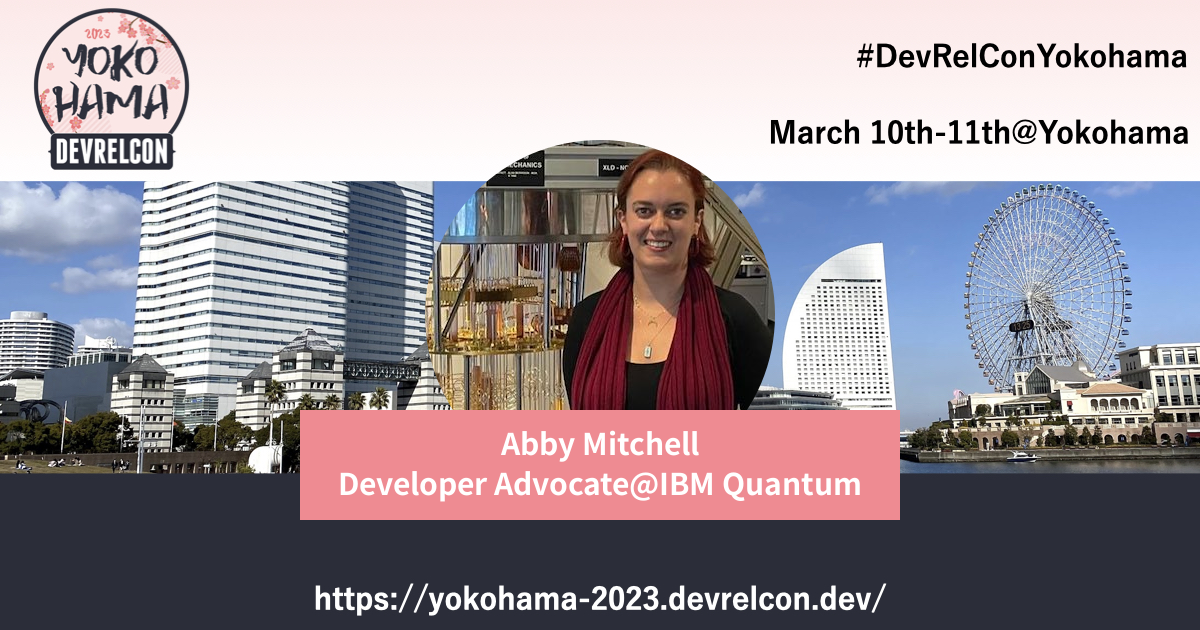 2023
YOKO
HAMA
DEVRELCON
#DevRelConYokohama
March 10th-11th@Yokohama
XLD - 
Abby Mitchell
Developer Advocate@IBM Quantum
https://yokohama-2023.devrelcon.dev/